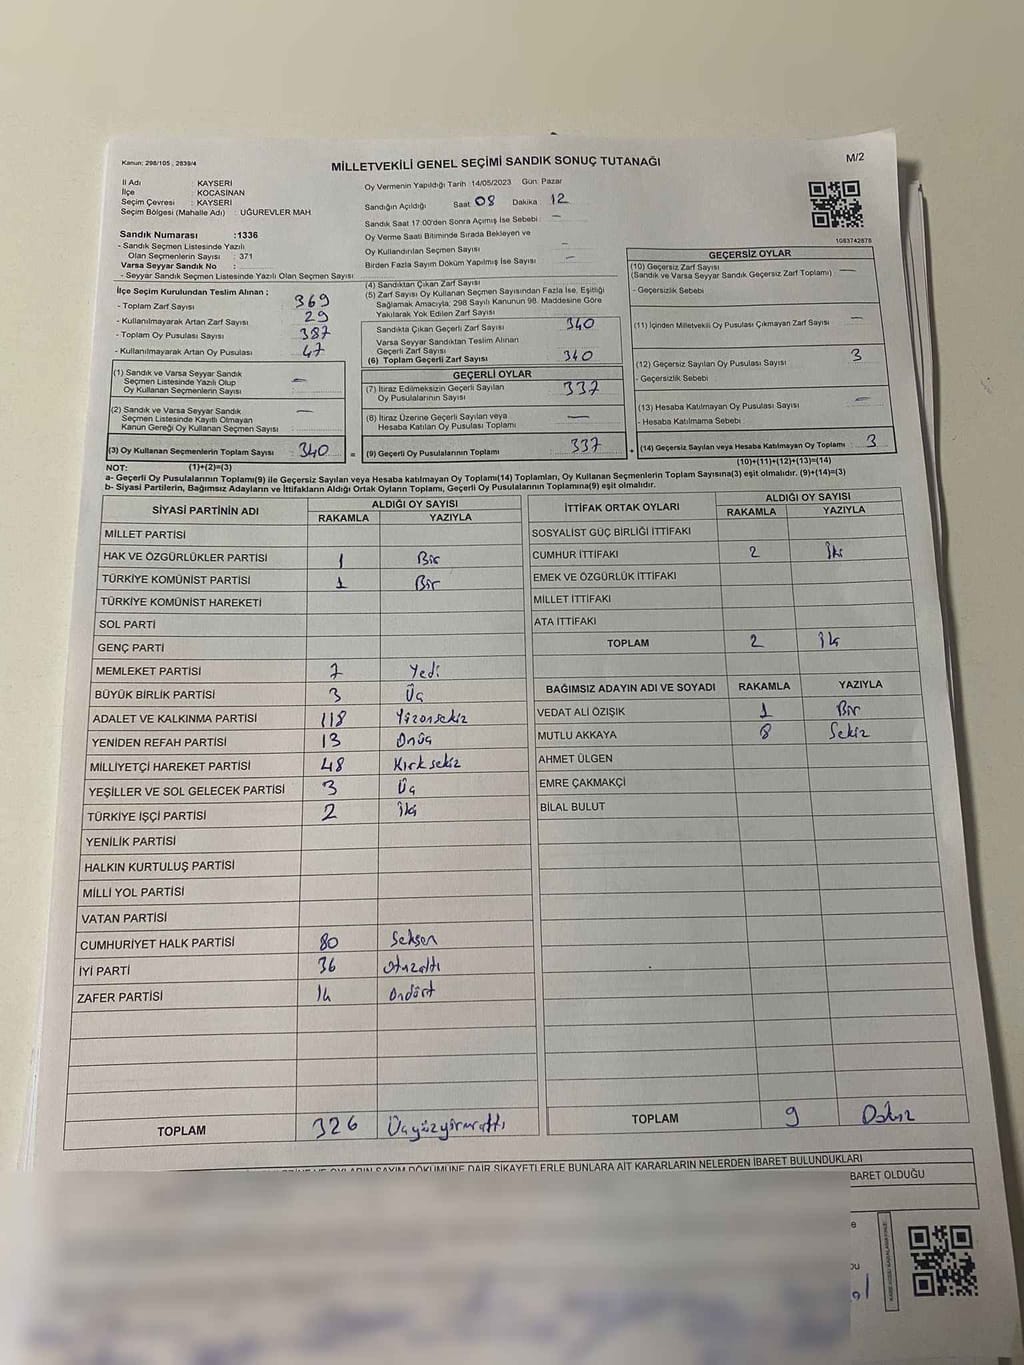 Kanun; 298/105 , 2839/4
MİLLETVEKİLİ GENEL SEÇİMİ SANDIK SONUÇ TUTANAĞI
M/2
İl Adı : KAYSERİ
İlçe : KOCASİNAN
Seçim Çevresi : KAYSERİ
Seçim Bölgesi (Mahalle Adı) : UĞUREVLER MAH
Oy Vermenin Yapıldığı Tarih :14/05/2023 Gün: Pazar
Sandığın Açıldığı Saat 08 Dakika 12
Sandık Saat 17:00'den Sonra Açımış İse Sebebi : —
Oy Verme Saati Bitiminde Sırada Bekleyen ve
Oy Kullandırılan Seçmen Sayısı —
Birden Fazla Sayım Döküm Yapılmış İse Sayısı —
1083742876
Sandık Numarası :1336
- Sandık Seçmen Listesinde Yazılı
Olan Seçmenlerin Sayısı : 371
Varsa Seyyar Sandık No :
- Seyyar Sandık Seçmen Listesinde Yazılı Olan Seçmen Sayısı :
İlçe Seçim Kurulundan Teslim Alınan ;
- Toplam Zarf Sayısı 369
- Kullanılmayarak Artan Zarf Sayısı 29
- Toplam Oy Pusulası Sayısı 387
- Kullanılmayarak Artan Oy Pusulası 47
(1) Sandık ve Varsa Seyyar Sandık
Seçmen Listesinde Yazılı Olup
Oy Kullanan Seçmenlerin Sayısı —
(2) Sandık ve Varsa Seyyar Sandık
Seçmen Listesinde Kayıtlı Olmayan
Kanun Gereği Oy Kullanan Seçmen Sayısı : —
(3) Oy Kullanan Seçmenlerin Toplam Sayısı 340 =
(1)+(2)=(3)
(4) Sandıktan Çıkan Zarf Sayısı
(5) Zarf Sayısı Oy Kullanan Seçmen Sayısından Fazla İse, Eşitliği
Sağlamak Amacıyla, 298 Sayılı Kanunun 98. Maddesine Göre
Yakılarak Yok Edilen Zarf Sayısı
Sandıkta Çıkan Geçerli Zarf Sayısı 340
Varsa Seyyar Sandıktan Teslim Alınan
Geçerli Zarf Sayısı
(6) Toplam Geçerli Zarf Sayısı 340
GEÇERLİ OYLAR
(7) İtiraz Edilmeksizin Geçerli Sayılan
Oy Pusulalarının Sayısı 337
(8) İtiraz Üzerine Geçerli Sayılan veya
Hesaba Katılan Oy Pusulası Toplamı —
(9) Geçerli Oy Pusulalarının Toplamı 337 +
GEÇERSİZ OYLAR
(10) Geçersiz Zarf Sayısı
(Sandık ve Varsa Seyyar Sandık Geçersiz Zarf Toplamı) —
- Geçersizlik Sebebi
(11) İçinden Milletvekili Oy Pusulası Çıkmayan Zarf Sayısı —
(12) Geçersiz Sayılan Oy Pusulası Sayısı 3
- Geçersizlik Sebebi
(13) Hesaba Katılmayan Oy Pusulası Sayısı —
- Hesaba Katılmama Sebebi
(14) Geçersiz Sayılan veya Hesaba Katılmayan Oy Toplamı : 3
(10)+(11)+(12)+(13)=(14)
NOT:
a- Geçerli Oy Pusulalarının Toplamı(9) ile Geçersiz Sayılan veya Hesaba katılmayan Oy Toplamı(14) Toplamları, Oy Kullanan Seçmenlerin Toplam Sayısına(3) eşit olmalıdır. (9)+(14)=(3)
b- Siyasi Partilerin, Bağımsız Adayların ve İttifakların Aldığı Ortak Oyların Toplamı, Geçerli Oy Pusulalarının Toplamına(9) eşit olmalıdır.
SİYASİ PARTİNİN ADI ALDIĞI OY SAYISI
RAKAMLA YAZIYLA
MİLLET PARTİSİ
HAK VE ÖZGÜRLÜKLER PARTİSİ 1 Bir
TÜRKİYE KOMÜNİST PARTİSİ 1 Bir
TÜRKİYE KOMÜNİST HAREKETİ
SOL PARTİ
GENÇ PARTİ
MEMLEKET PARTİSİ 7 Yedi
BÜYÜK BİRLİK PARTİSİ 3 Üç
ADALET VE KALKINMA PARTİSİ 118 Yüzonsekiz
YENİDEN REFAH PARTİSİ 13 Onüç
MİLLİYETÇİ HAREKET PARTİSİ 48 Kırksekiz
YEŞİLLER VE SOL GELECEK PARTİSİ 3 Üç
TÜRKİYE İŞÇİ PARTİSİ 2 İki
YENİLİK PARTİSİ
HALKIN KURTULUŞ PARTİSİ
MİLLİ YOL PARTİSİ
VATAN PARTİSİ
CUMHURİYET HALK PARTİSİ 80 Seksen
İYİ PARTİ 36 Otuzaltı
ZAFER PARTİSİ 14 Ondört
TOPLAM 326 Üçyüzyirmialtı
İTTİFAK ORTAK OYLARI ALDIĞI OY SAYISI
RAKAMLA YAZIYLA
SOSYALİST GÜÇ BİRLİĞİ İTTİFAKI
CUMHUR İTTİFAKI 2 İki
EMEK VE ÖZGÜRLÜK İTTİFAKI
MİLLET İTTİFAKI
ATA İTTİFAKI
TOPLAM 2 İki
BAĞIMSIZ ADAYIN ADI VE SOYADI RAKAMLA YAZIYLA
VEDAT ALİ ÖZIŞIK 1 Bir
MUTLU AKKAYA 8 Sekiz
AHMET ÜLGEN
EMRE ÇAKMAKÇİ
BİLAL BULUT
TOPLAM 9 Dokuz
OYLARIN SAYIM DÖKÜMÜNE DAİR ŞİKAYETLERLE BUNLARA AİT KARARLARIN NELERDEN İBARET BULUNDUKLARI
BARET OLDUĞU